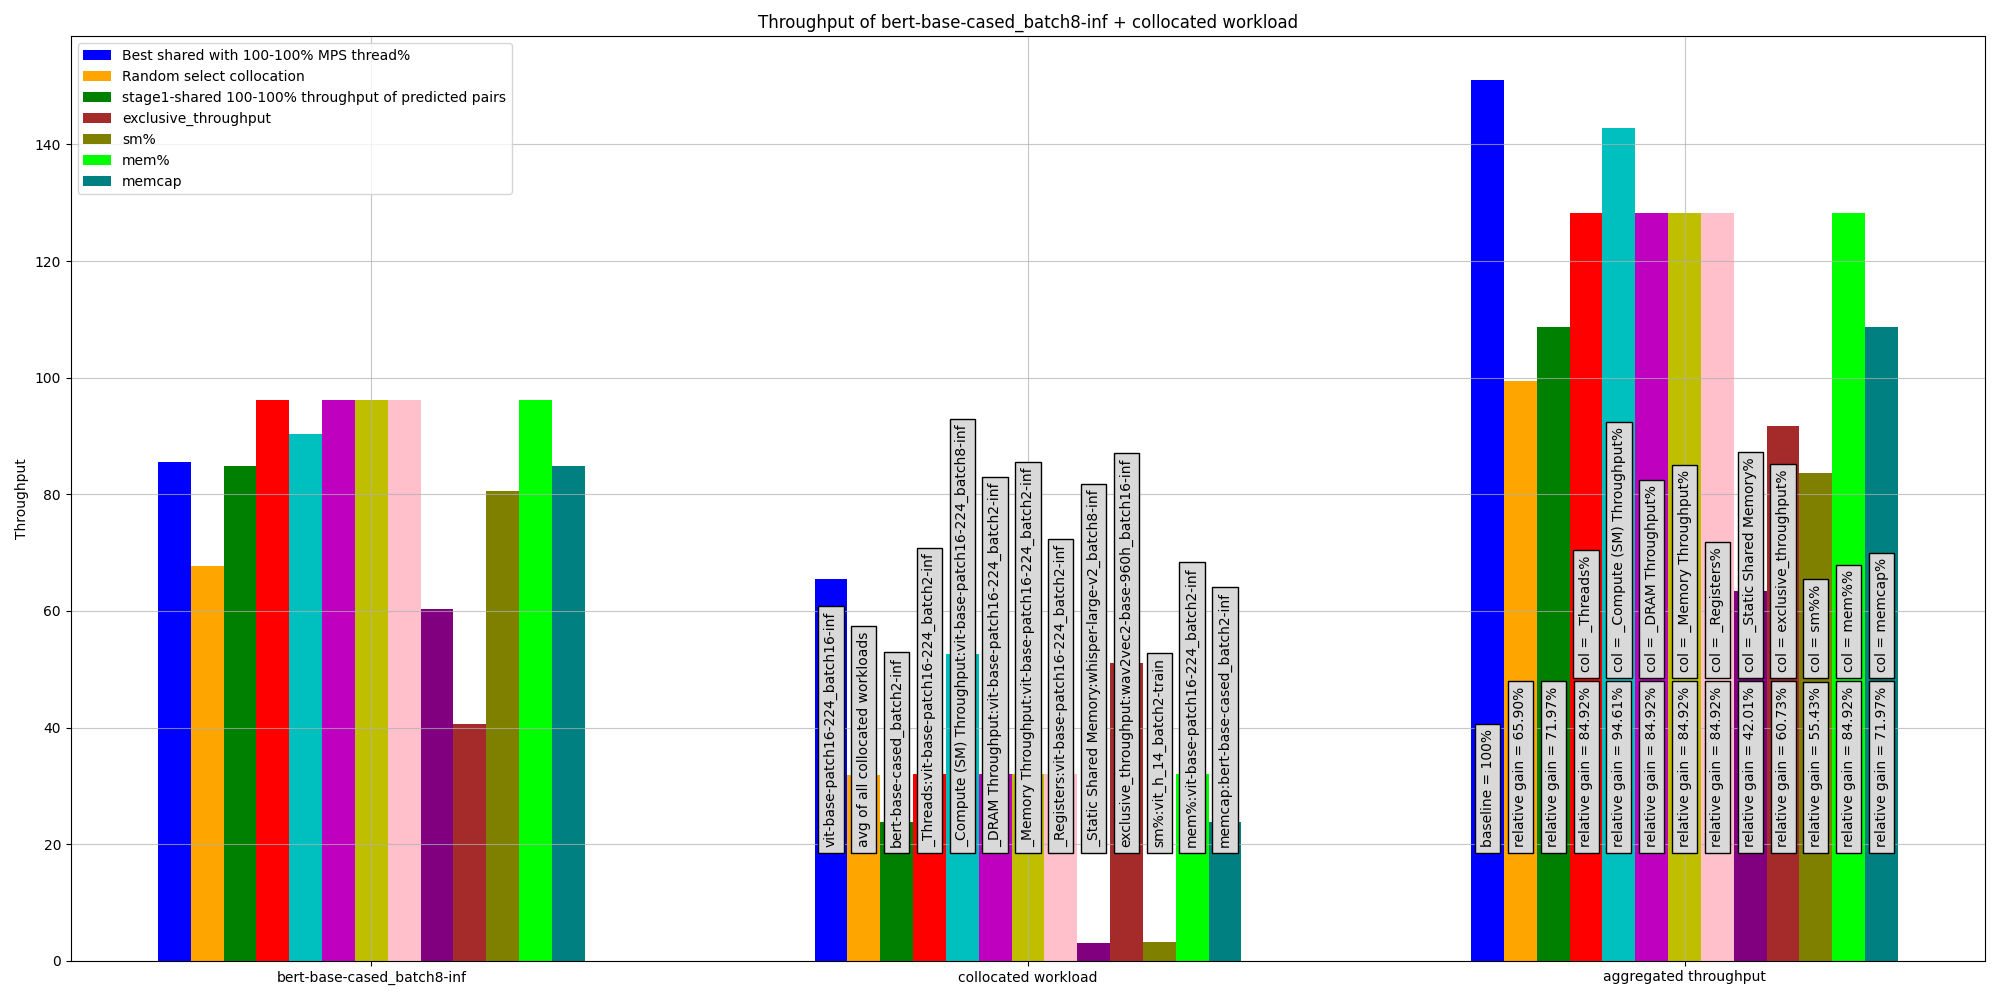 Throughput of bert-base-cased_batch8-inf + collocated workload
Best shared with 100-100% MPS thread%
Random select collocation
stage1-shared 100-100% throughput of predicted pairs
exclusive_throughput
sm%
mem%
memcap
Throughput
140
120
100
80
60
40
20
0
vit-base-patch16-224_batch16-inf
avg of all collocated workloads
bert-base-cased_batch2-inf
_Threads:vit-base-patch16-224_batch2-inf
_Compute (SM) Throughput:vit-base-patch16-224_batch8-inf
_DRAM Throughput:vit-base-patch16-224_batch2-inf
_Memory Throughput:vit-base-patch16-224_batch2-inf
_Registers:vit-base-patch16-224_batch2-inf
_Static Shared Memory:whisper-large-v2_batch8-inf
exclusive_throughput:wav2vec2-base-960h_batch16-inf
sm%:vit_h_14_batch2-train
mem%:vit-base-patch16-224_batch2-inf
memcap:bert-base-cased_batch2-inf
col = _Threads%
col = _Compute (SM) Throughput%
col = _DRAM Throughput%
col = _Memory Throughput%
col = _Registers%
col = _Static Shared Memory%
col = exclusive_throughput%
col = sm%%
col = mem%%
col = memcap%
baseline = 100%
relative gain = 65.90%
relative gain = 71.97%
relative gain = 84.92%
relative gain = 94.61%
relative gain = 84.92%
relative gain = 84.92%
relative gain = 84.92%
relative gain = 42.01%
relative gain = 60.73%
relative gain = 55.43%
relative gain = 84.92%
relative gain = 71.97%
bert-base-cased_batch8-inf
collocated workload
aggregated throughput